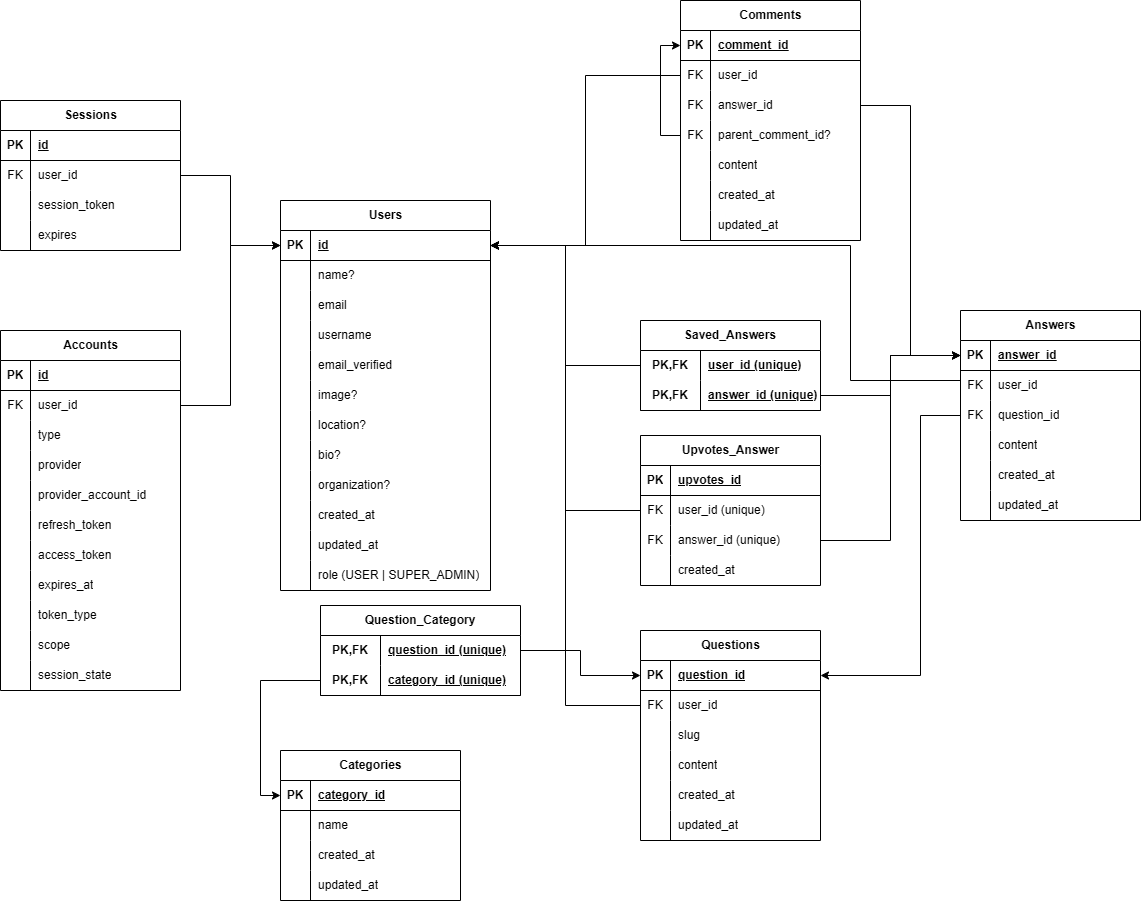 Comments
PK comment_id
FK user_id
FK answer_id
FK parent_comment_id?
content
created_at
updated_at
Sessions
PK id
FK user_id
session_token
expires
Users
PK id
name?
email
username
email_verified
image?
location?
bio?
organization?
created_at
updated_at
role (USER | SUPER_ADMIN)
Accounts
PK id
FK user_id
type
provider
provider_account_id
refresh_token
access_token
expires_at
token_type
scope
session_state
Saved_Answers
PK,FK user_id (unique)
PK,FK answer_id (unique)
Answers
PK answer_id
FK user_id
FK question_id
content
created_at
updated_at
Upvotes_Answer
PK upvotes_id
FK user_id (unique)
FK answer_id (unique)
created_at
Question_Category
PK,FK question_id (unique)
PK,FK category_id (unique)
Questions
PK question_id
FK user_id
slug
content
created_at
updated_at
Categories
PK category_id
name
created_at
updated_at